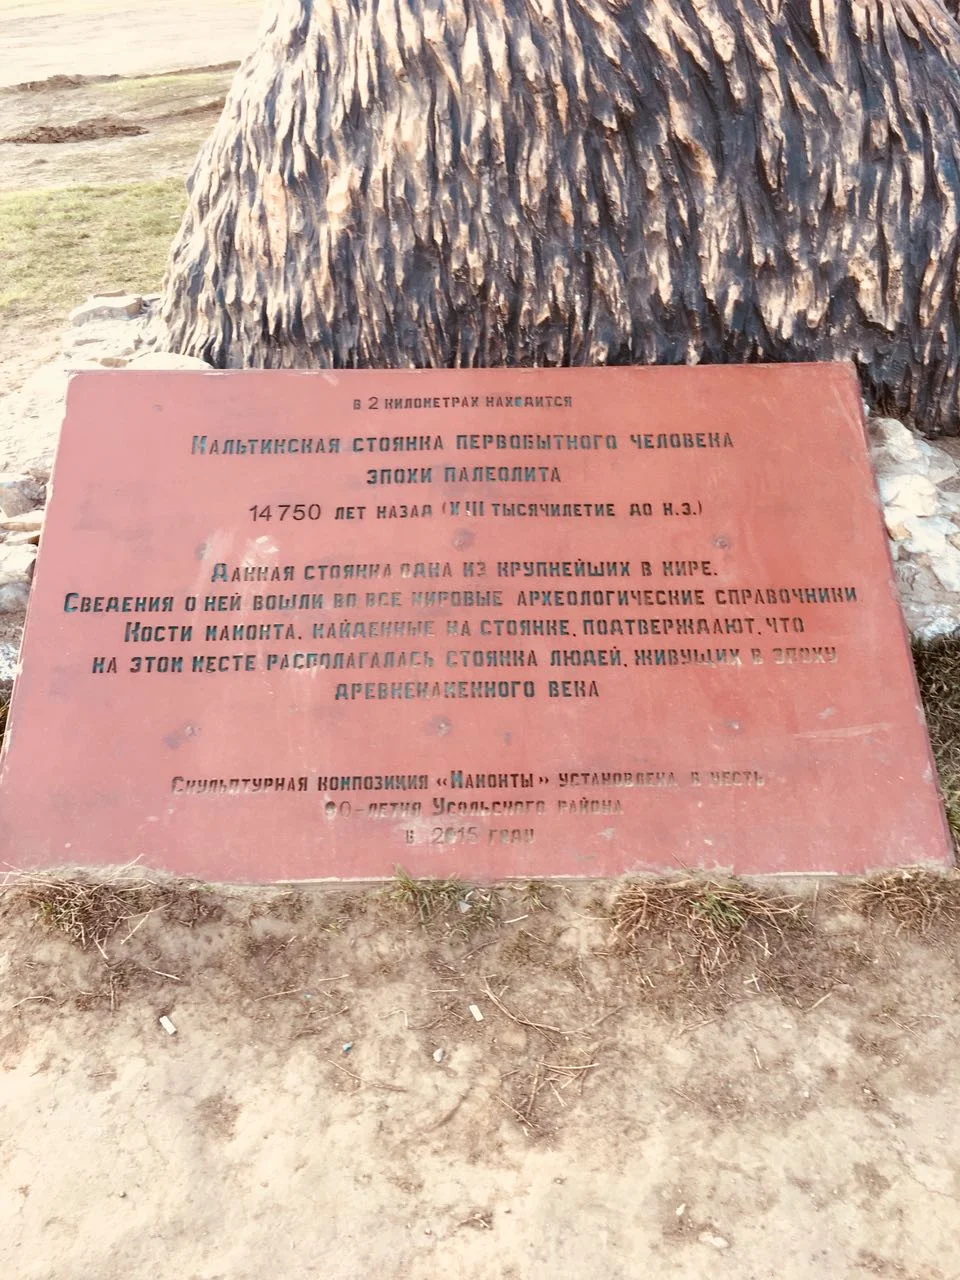 в 2 километрах находится
Мальтинская стоянка первобытного человека
эпохи палеолита
14750 лет назад (XIII тысячилетие до н.э.)
Данная стоянка одна из крупнейших в мире.
Сведения о ней вошли во все мировые археологические справочники
Кости мамонта, найденные на стоянке, подтверждают, что
на этом месте располагалась стоянка людей, живущих в эпоху
древнекаменного века
Скульптурная композиция «Мамонты» установлена в честь
90-летия Усольского района
в 2015 году